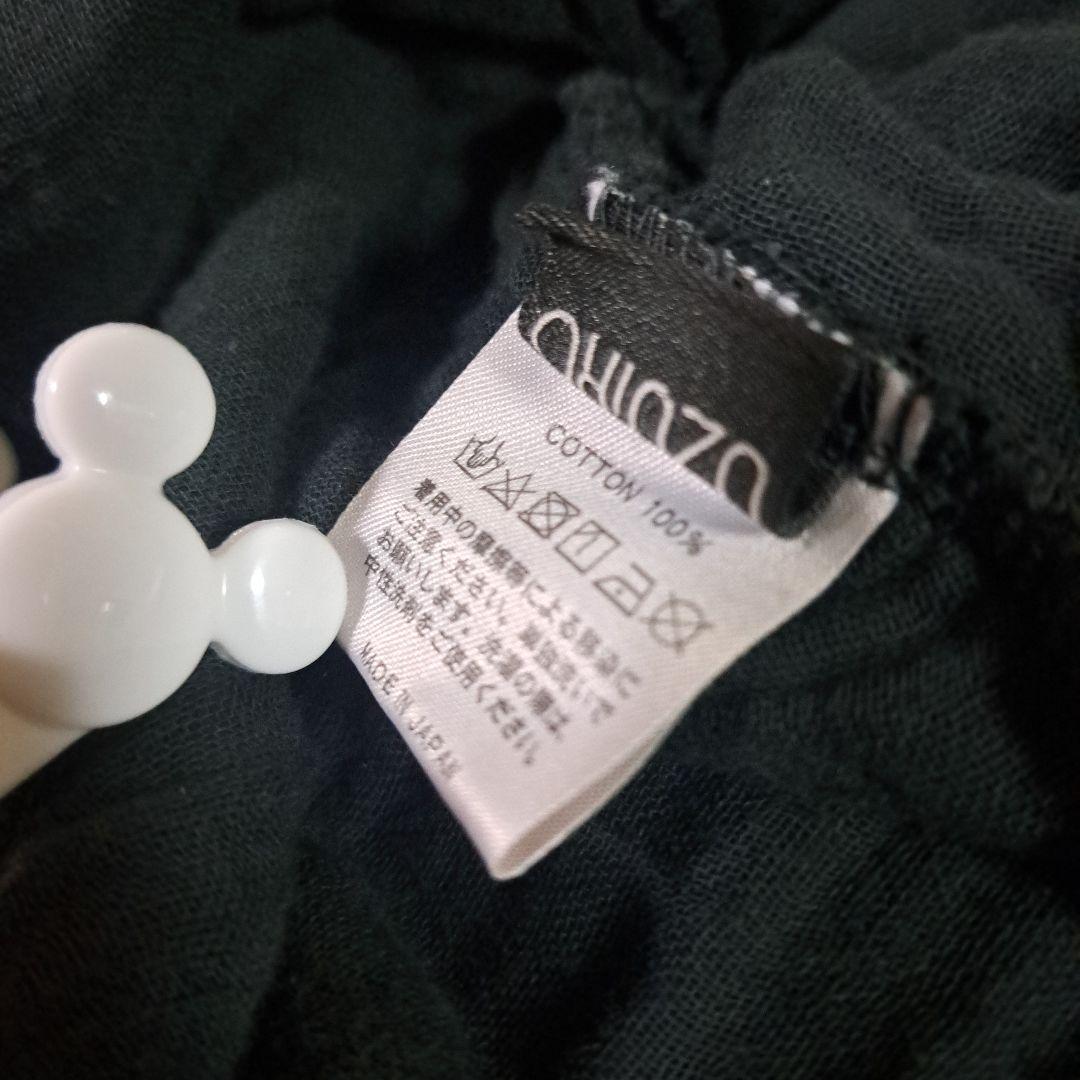 OZUIRO
COTTON 100%
着用中の摩擦等による移染に
ご注意ください。単独洗いで
お願いします。洗濯の際は、
中性洗剤をご使用ください。
MADE IN JAPAN